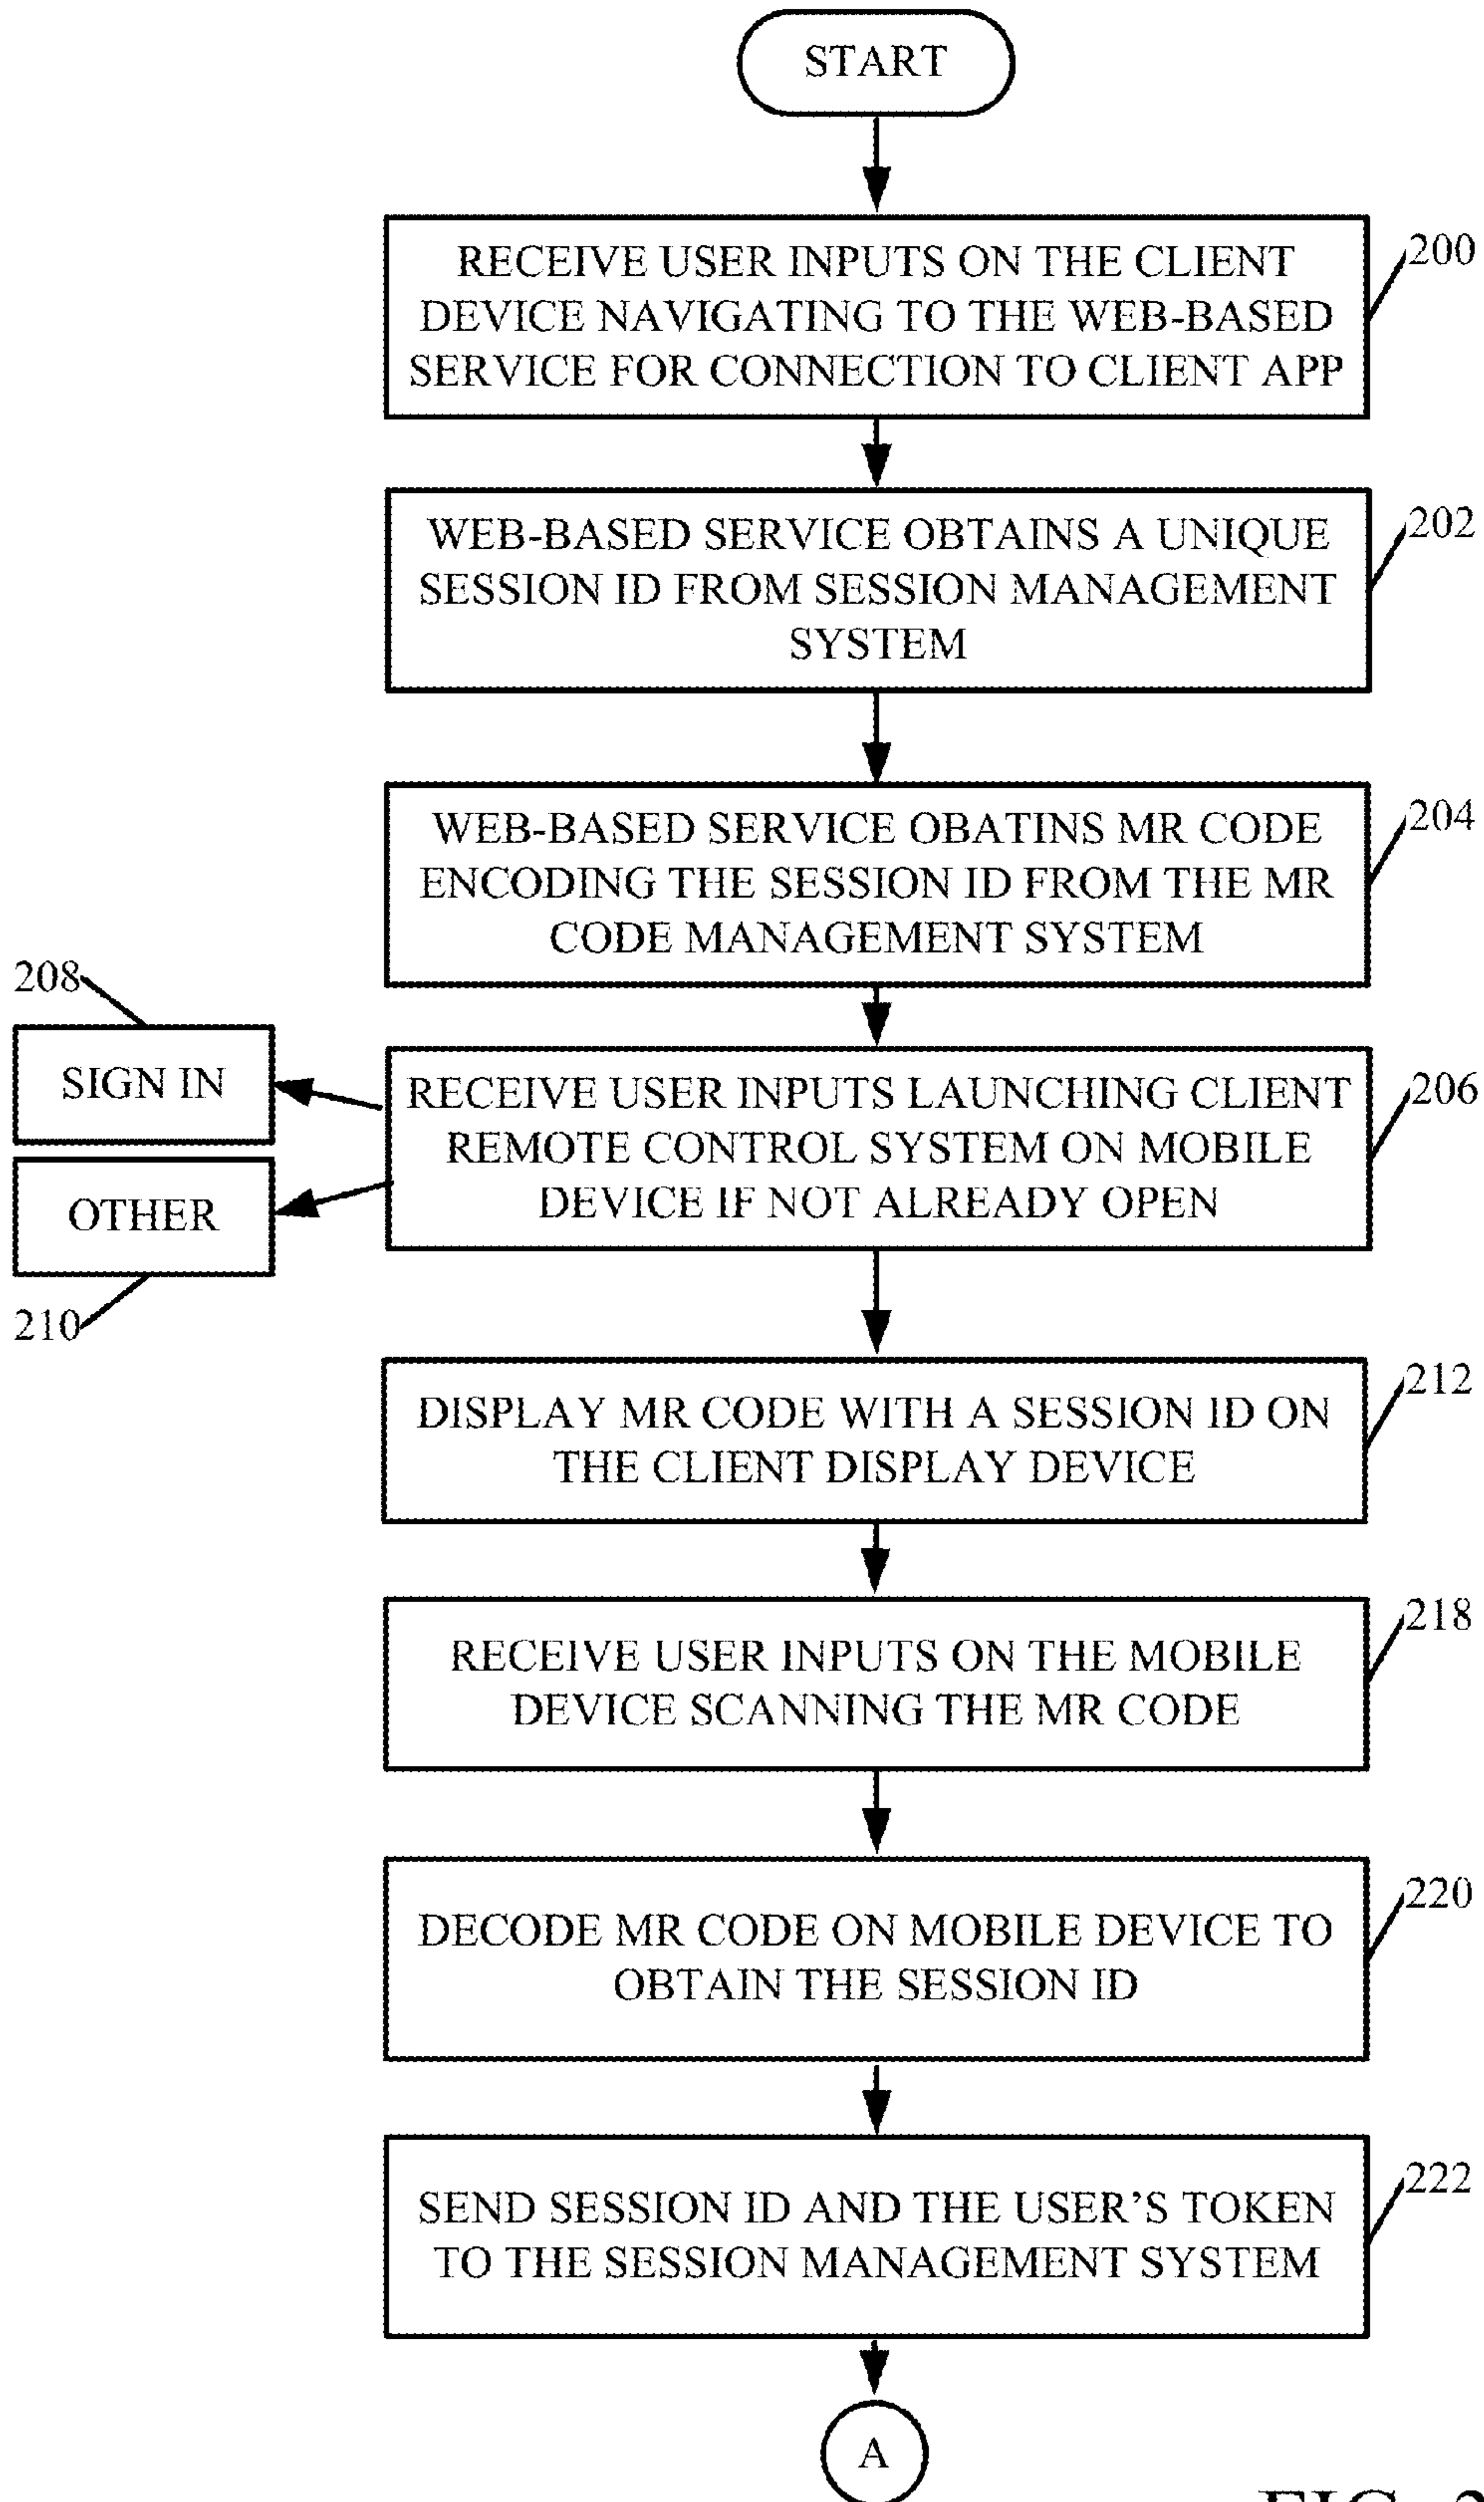 START
RECEIVE USER INPUTS ON THE CLIENT
DEVICE NAVIGATING TO THE WEB-BASED
SERVICE FOR CONNECTION TO CLIENT APP
200
WEB-BASED SERVICE OBTAINS A UNIQUE
SESSION ID FROM SESSION MANAGEMENT
SYSTEM
202
WEB-BASED SERVICE OBATINS MR CODE
ENCODING THE SESSION ID FROM THE MR
CODE MANAGEMENT SYSTEM
204
208
SIGN IN
RECEIVE USER INPUTS LAUNCHING CLIENT
REMOTE CONTROL SYSTEM ON MOBILE
DEVICE IF NOT ALREADY OPEN
206
OTHER
210
DISPLAY MR CODE WITH A SESSION ID ON
THE CLIENT DISPLAY DEVICE
212
RECEIVE USER INPUTS ON THE MOBILE
DEVICE SCANNING THE MR CODE
218
DECODE MR CODE ON MOBILE DEVICE TO
OBTAIN THE SESSION ID
220
SEND SESSION ID AND THE USER'S TOKEN
TO THE SESSION MANAGEMENT SYSTEM
222
A